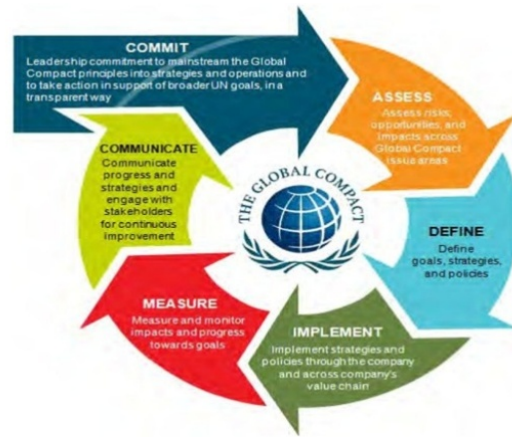 COMMIT
Leadership commitment to mainstream the Global
Compact principles into strategies and operations and
to take action in support of broader UN goals, in a
transparent way
ASSESS
Assess risks,
opportunities, and
impacts across
Global Compact
issue areas
DEFINE
Define
goals, strategies,
and policies
IMPLEMENT
Implement strategies and
policies through the company
and across company's
value chain
MEASURE
Measure and monitor
impacts and progress
towards goals
COMMUNICATE
Communicate
progress and
strategies and
engage with
stakeholders
for continuous
improvement
THE GLOBAL COMPACT